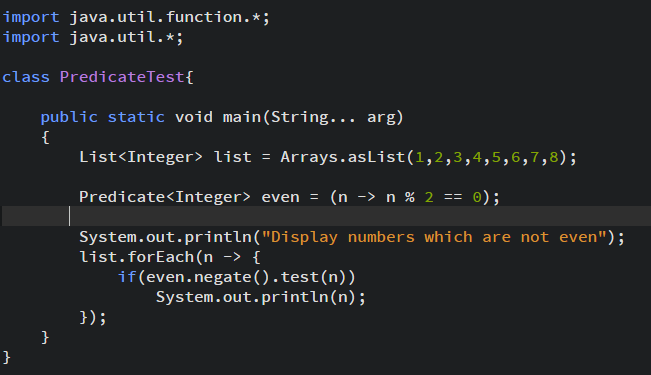 import java.util.function.*;
import java.util.*;
class PredicateTest{
    public static void main(String... arg)
    {
        List<Integer> list = Arrays.asList(1,2,3,4,5,6,7,8);
        Predicate<Integer> even = (n -> n % 2 == 0);
        System.out.println("Display numbers which are not even");
        list.forEach(n -> {
            if(even.negate().test(n))
                System.out.println(n);
        });
    }
}